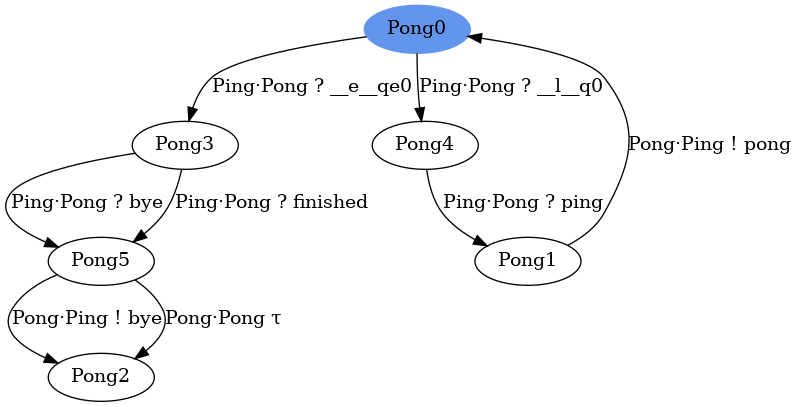 Pong0
Ping·Pong ? __e__qe0
Ping·Pong ? __l__q0
Pong3
Pong4
Pong·Ping ! pong
Ping·Pong ? bye
Ping·Pong ? finished
Ping·Pong ? ping
Pong5
Pong1
Pong·Ping ! bye
Pong·Pong τ
Pong2